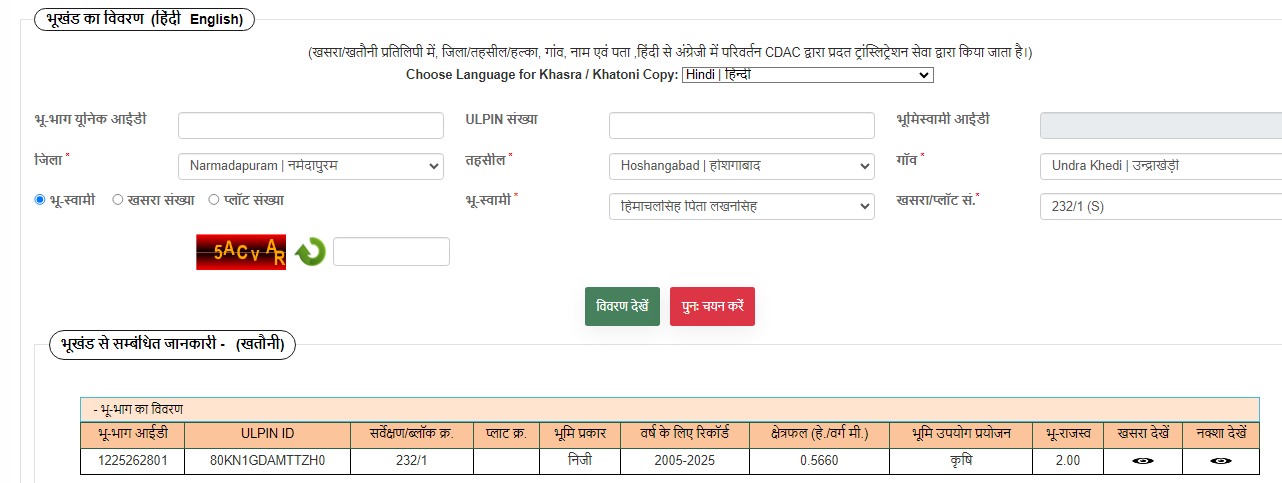 भूखंड का विवरण (हिंदी English)
(खसरा/खतौनी प्रतिलिपी में, जिला/तहसील/हल्का, गांव, नाम एवं पता ,हिंदी से अंग्रेजी में परिवर्तन CDAC द्वारा प्रदत ट्रांस्लिट्रेशन सेवा द्वारा किया जाता है।)
Choose Language for Khasra / Khatoni Copy: Hindi | हिन्दी
भू-भाग यूनिक आईडी ULPIN संख्या भूमिस्वामी आईडी
जिला * Narmadapuram | नर्मदापुरम तहसील * Hoshangabad | होशंगाबाद गॉव * Undra Khedi | उन्द्राखेड़ी
भू-स्वामी खसरा संख्या प्लॉट संख्या भू-स्वामी * हिमाचलसिंह पिता लखनसिंह खसरा/प्लॉट सं.* 232/1 (S)
5ACvAR
विवरण देखें पुनः चयन करें
भूखंड से सम्बंधित जानकारी - (खतौनी)
- भू-भाग का विवरण
भू-भाग आईडी ULPIN ID सर्वेक्षण/ब्लॉक क्र. प्लाट क्र. भूमि प्रकार वर्ष के लिए रिकॉर्ड क्षेत्रफल (हे./वर्ग मी.) भूमि उपयोग प्रयोजन भू-राजस्व खसरा देखें नक्शा देखें
1225262801 80KN1GDAMTTZH0 232/1 निजी 2005-2025 0.5660 कृषि 2.00